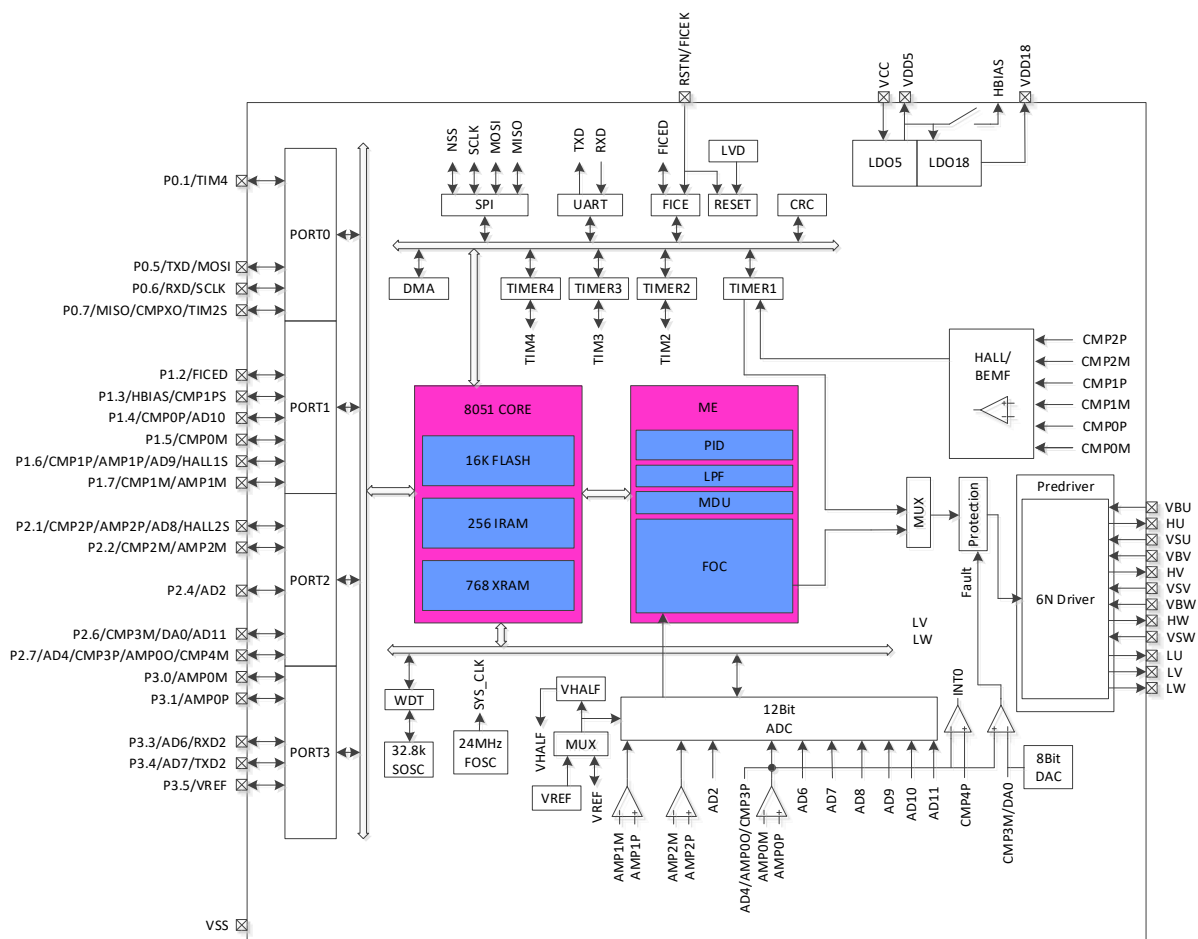 RSTN/FICEK
VCC
VDD5
HBIAS
VDD18
NSS
SCLK
MOSI
MISO
TXD
RXD
FICED
LVD
LDO5
LDO18
SPI
UART
FICE
RESET
CRC
DMA
TIMER4
TIMER3
TIMER2
TIMER1
TIM4
TIM3
TIM2
P0.1/TIM4
P0.5/TXD/MOSI
P0.6/RXD/SCLK
P0.7/MISO/CMPXO/TIM2S
P1.2/FICED
P1.3/HBIAS/CMP1PS
P1.4/CMP0P/AD10
P1.5/CMP0M
P1.6/CMP1P/AMP1P/AD9/HALL1S
P1.7/CMP1M/AMP1M
P2.1/CMP2P/AMP2P/AD8/HALL2S
P2.2/CMP2M/AMP2M
P2.4/AD2
P2.6/CMP3M/DA0/AD11
P2.7/AD4/CMP3P/AMP0O/CMP4M
P3.0/AMP0M
P3.1/AMP0P
P3.3/AD6/RXD2
P3.4/AD7/TXD2
P3.5/VREF
VSS
PORT0
PORT1
PORT2
PORT3
8051 CORE
16K FLASH
256 IRAM
768 XRAM
ME
PID
LPF
MDU
FOC
HALL/
BEMF
CMP2P
CMP2M
CMP1P
CMP1M
CMP0P
CMP0M
MUX
Protection
Fault
Predriver
6N Driver
VBU
HU
VSU
VBV
HV
VSV
VBW
HW
VSW
LU
LV
LW
LV
LW
WDT
32.8k
SOSC
SYS_CLK
24MHz
FOSC
VHALF
VHALF
MUX
VREF
VREF
12Bit
ADC
INT0
8Bit
DAC
AMP1M
AMP1P
AMP2M
AMP2P
AD2
AD4/AMP0O/CMP3P
AMP0M
AMP0P
AD6
AD7
AD8
AD9
AD10
AD11
CMP4P
CMP3M/DA0